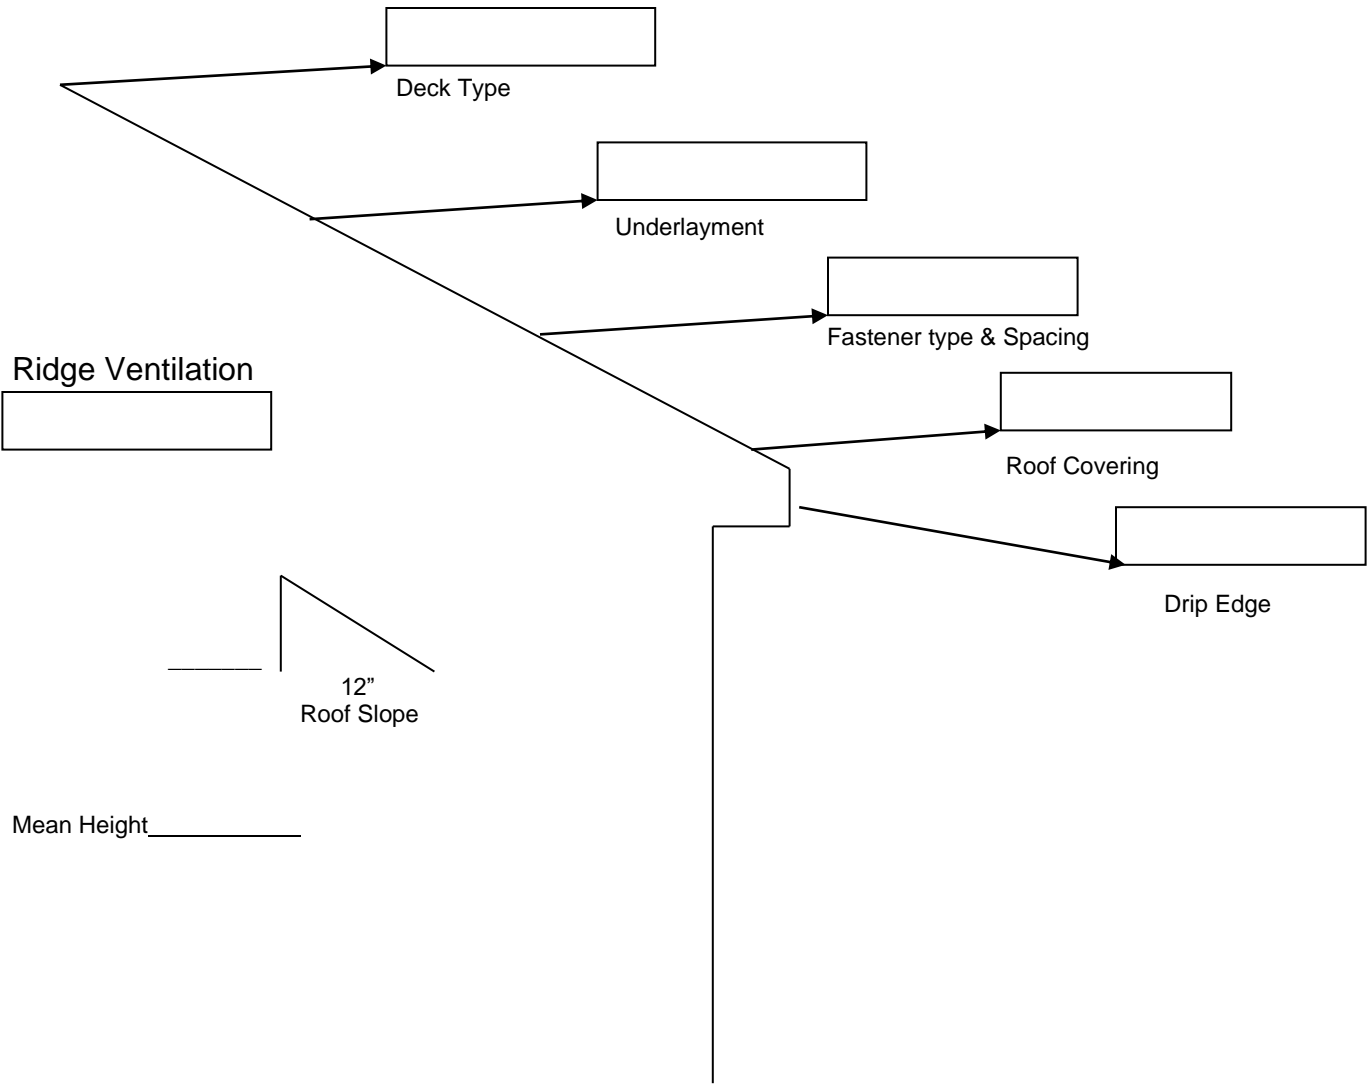 Deck Type
Underlayment
Fastener type & Spacing
Ridge Ventilation
Roof Covering
Drip Edge
12”
Roof Slope
Mean Height